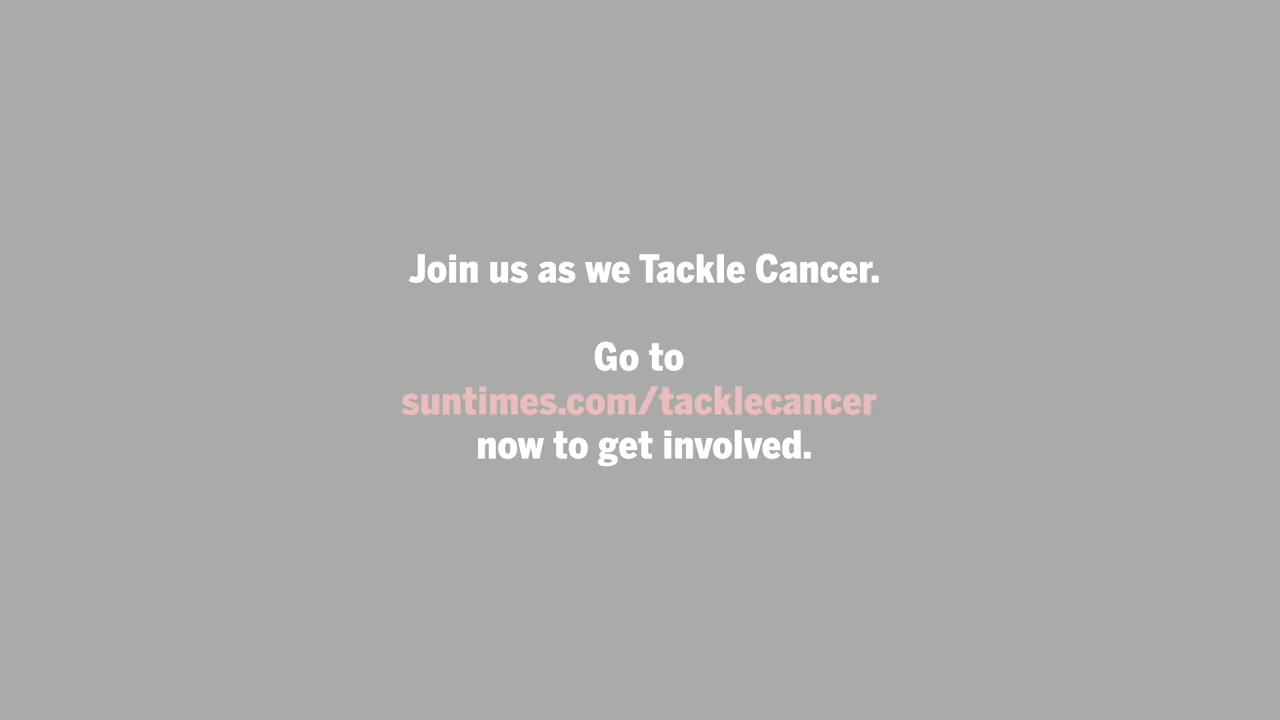 Join us as we Tackle Cancer.
Go to
suntimes.com/tacklecancer
now to get involved.